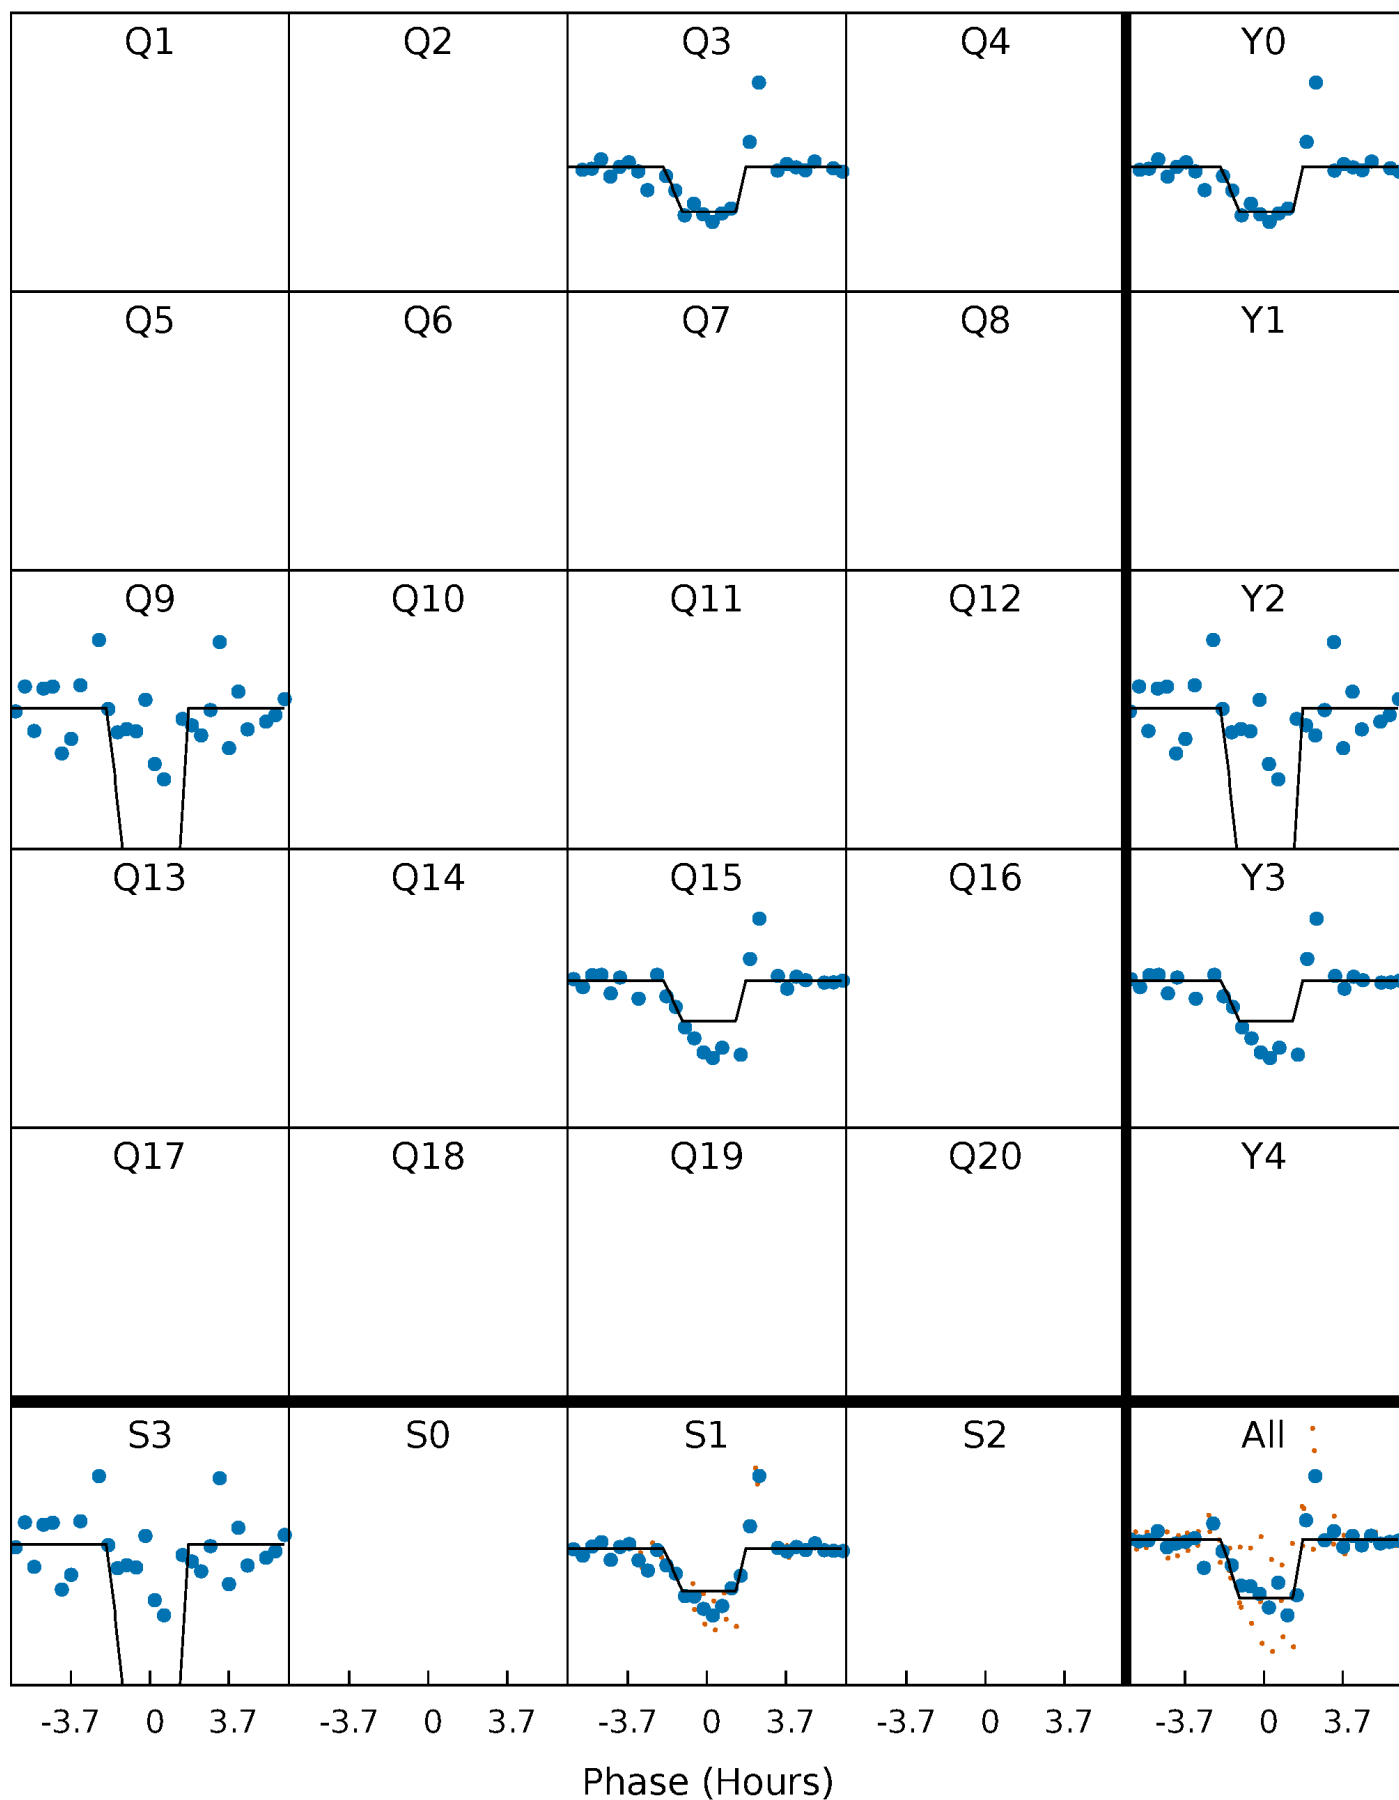 Q1 Q2 Q3 Q4 Y0
Q5 Q6 Q7 Q8 Y1
Q9 Q10 Q11 Q12 Y2
Q13 Q14 Q15 Q16 Y3
Q17 Q18 Q19 Q20 Y4
S3 S0 S1 S2 All
-3.7 0 3.7 -3.7 0 3.7 -3.7 0 3.7 -3.7 0 3.7 -3.7 0 3.7
Phase (Hours)